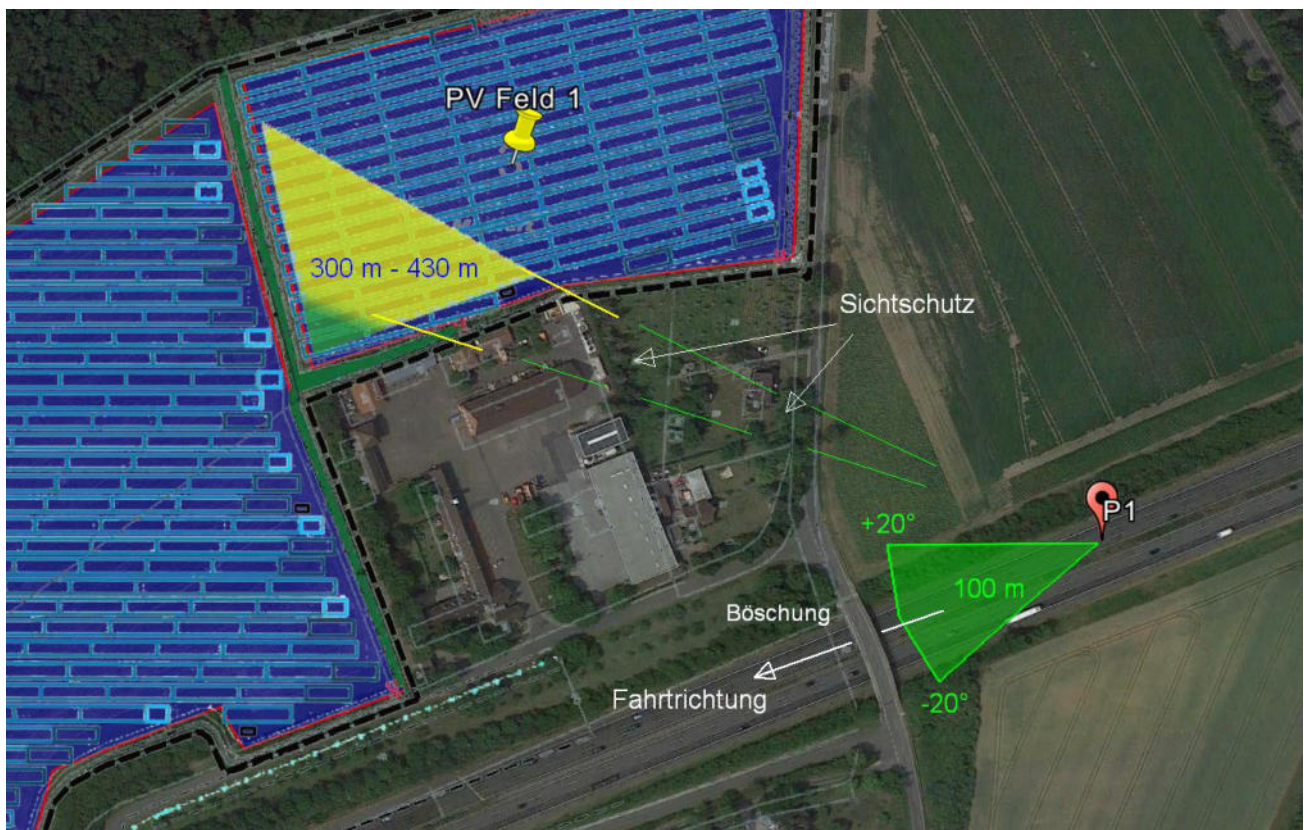 PV Feld 1
300 m - 430 m
Sichtschutz
P1
+20°
100 m
Böschung
Fahrtrichtung
-20°